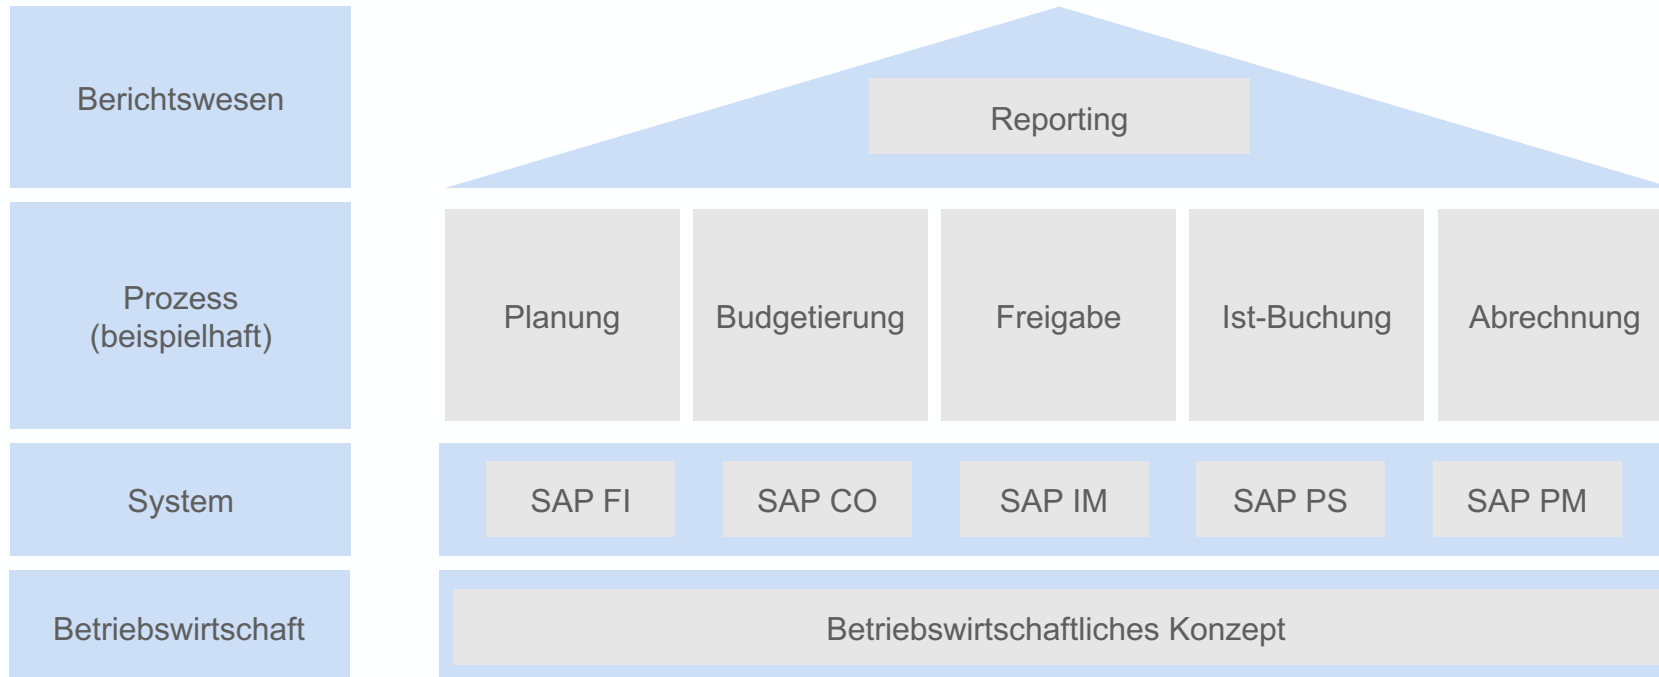 Berichtswesen
Reporting
Prozess
(beispielhaft)
Planung
Budgetierung
Freigabe
Ist-Buchung
Abrechnung
System
SAP FI
SAP CO
SAP IM
SAP PS
SAP PM
Betriebswirtschaft
Betriebswirtschaftliches Konzept